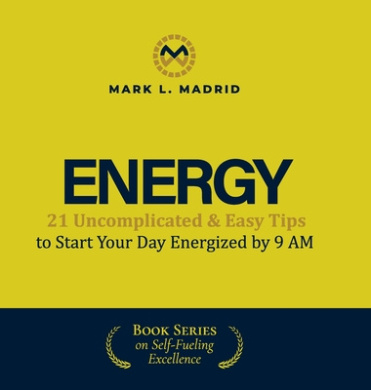 MARK L. MADRID
ENERGY
21 Uncomplicated & Easy Tips
to Start Your Day Energized by 9 AM
BOOK SERIES
on Self-Fueling
Excellence